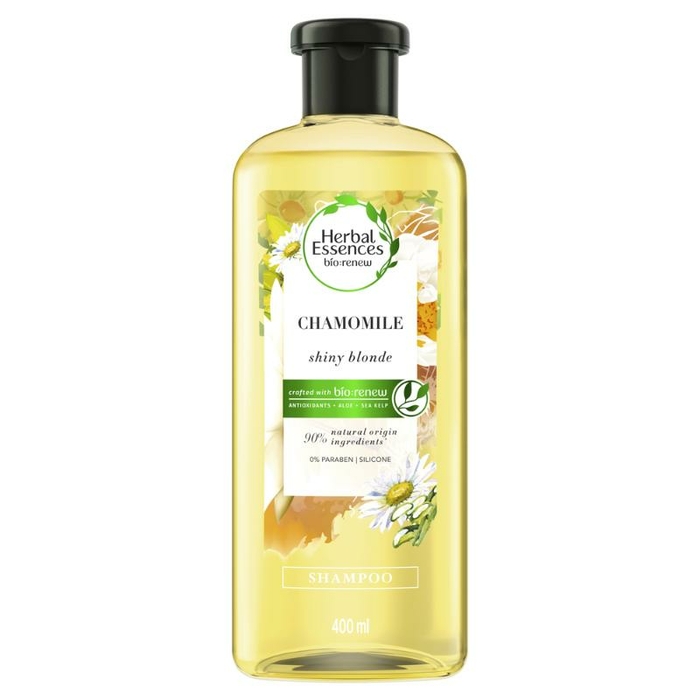 Herbal
Essences
bio:renew
CHAMOMILE
shiny blonde
crafted with bio:renew
ANTIOXIDANTS • ALOE • SEA KELP
90% natural origin
ingredients*
0% PARABEN | SILICONE
SHAMPOO
400 ml